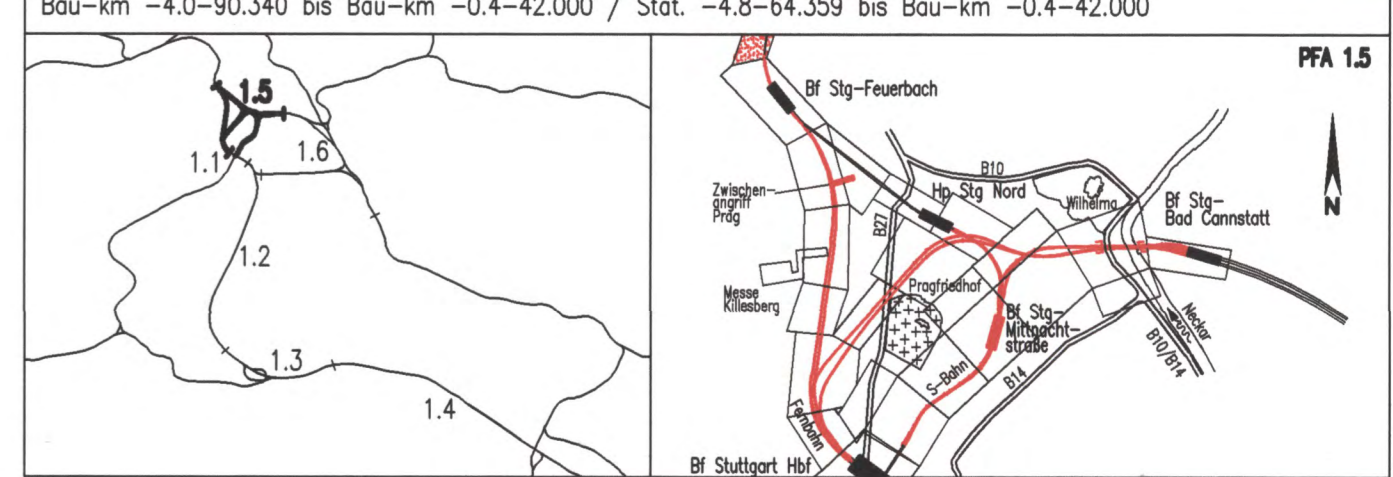 Bau-km -4.0-90.340 bis Bau-km -0.4-42.000 / Stat. -4.8-64.359 bis Bau-km -0.4-42.000
1.5
1.1
1.6
1.2
1.3
1.4
PFA 1.5
Bf Stg-Feuerbach
B10
Zwischen-
angriff
Prag
Hp Stg Nord
Wilhelma
Bf Stg-
Bad Cannstatt
N
B27
Messe
Killesberg
Pragfriedhof
Bf Stg-
Mittnacht-
straße
Neckar
B10/B14
S-Bahn
B14
Fernbahn
Bf Stuttgart Hbf